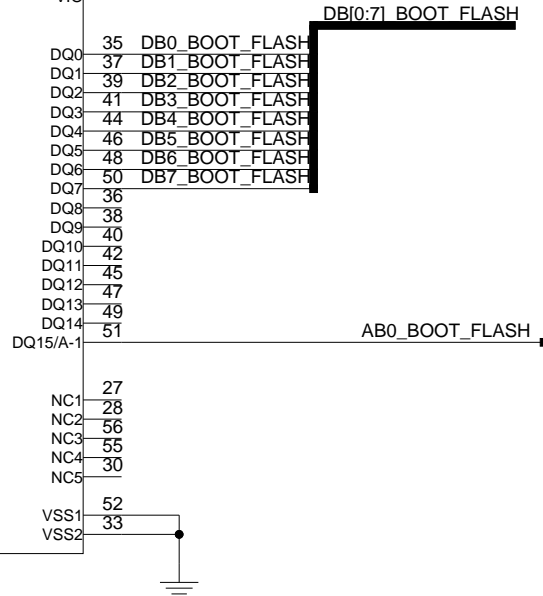 DB[0:7]_BOOT_FLASH
DQ0 35 DB0_BOOT_FLASH
DQ1 37 DB1_BOOT_FLASH
DQ2 39 DB2_BOOT_FLASH
DQ3 41 DB3_BOOT_FLASH
DQ4 44 DB4_BOOT_FLASH
DQ5 46 DB5_BOOT_FLASH
DQ6 48 DB6_BOOT_FLASH
DQ7 50 DB7_BOOT_FLASH
DQ8 36
DQ9 38
DQ10 40
DQ11 42
DQ12 45
DQ13 47
DQ14 49
DQ15/A-1 51 AB0_BOOT_FLASH
NC1 27
NC2 28
NC3 56
NC4 55
NC5 30
VSS1 52
VSS2 33